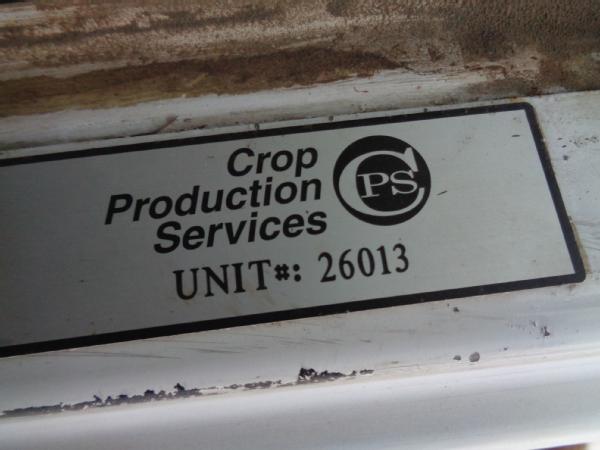 Crop
Production
Services
CPS
UNIT#: 26013